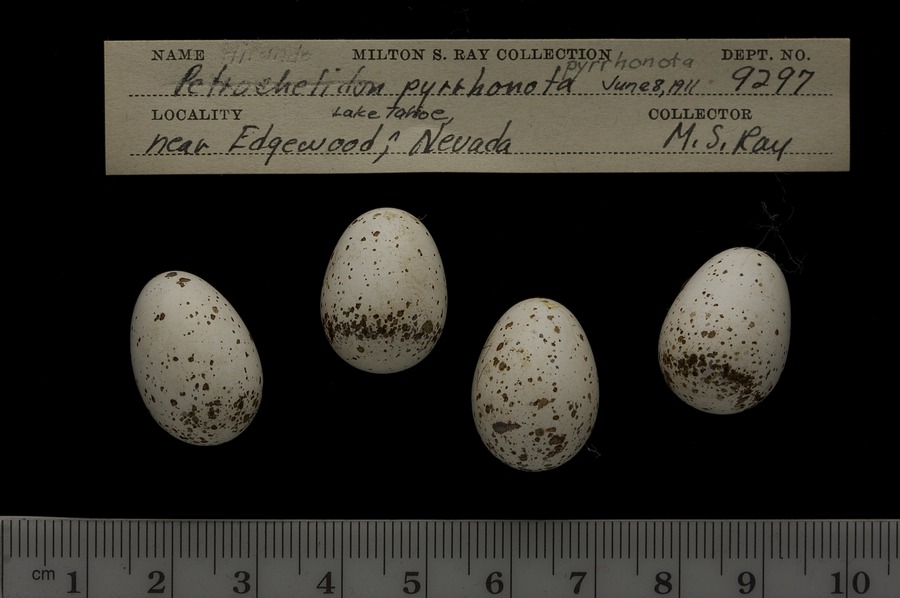 NAME Hirundo MILTON S. RAY COLLECTION DEPT. NO.
pyrrhonota
Petrochelidon pyrrhonota June 8, 1911 9297
LOCALITY Lake Tahoe, COLLECTOR
near Edgewood, Nevada M. S. Ray
cm 1 2 3 4 5 6 7 8 9 10